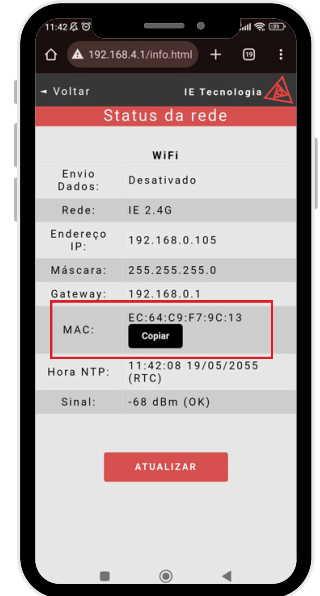 11:42
192.168.4.1/info.html
19
◄ Voltar
IE Tecnologia
Status da rede
WiFi
Envio Dados: Desativado
Rede: IE 2.4G
Endereço IP: 192.168.0.105
Máscara: 255.255.255.0
Gateway: 192.168.0.1
MAC: EC:64:C9:F7:9C:13
Copiar
Hora NTP: 11:42:08 19/05/2055 (RTC)
Sinal: -68 dBm (OK)
ATUALIZAR